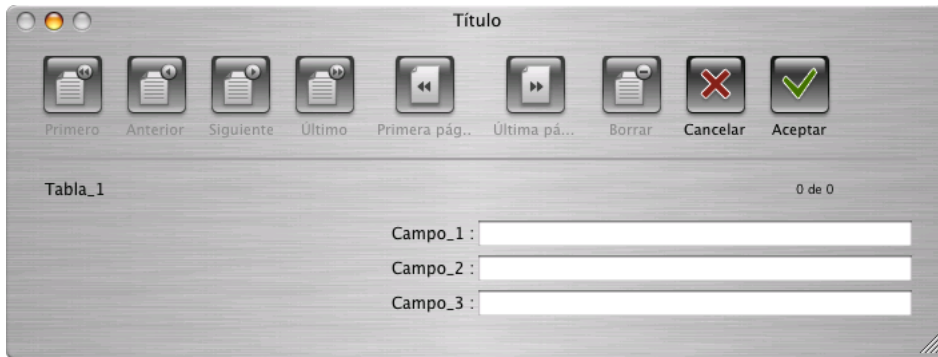 Título
Primero Anterior Siguiente Último Primera pág.. Última pá... Borrar Cancelar Aceptar
Tabla_1 0 de 0
Campo_1 :
Campo_2 :
Campo_3 :